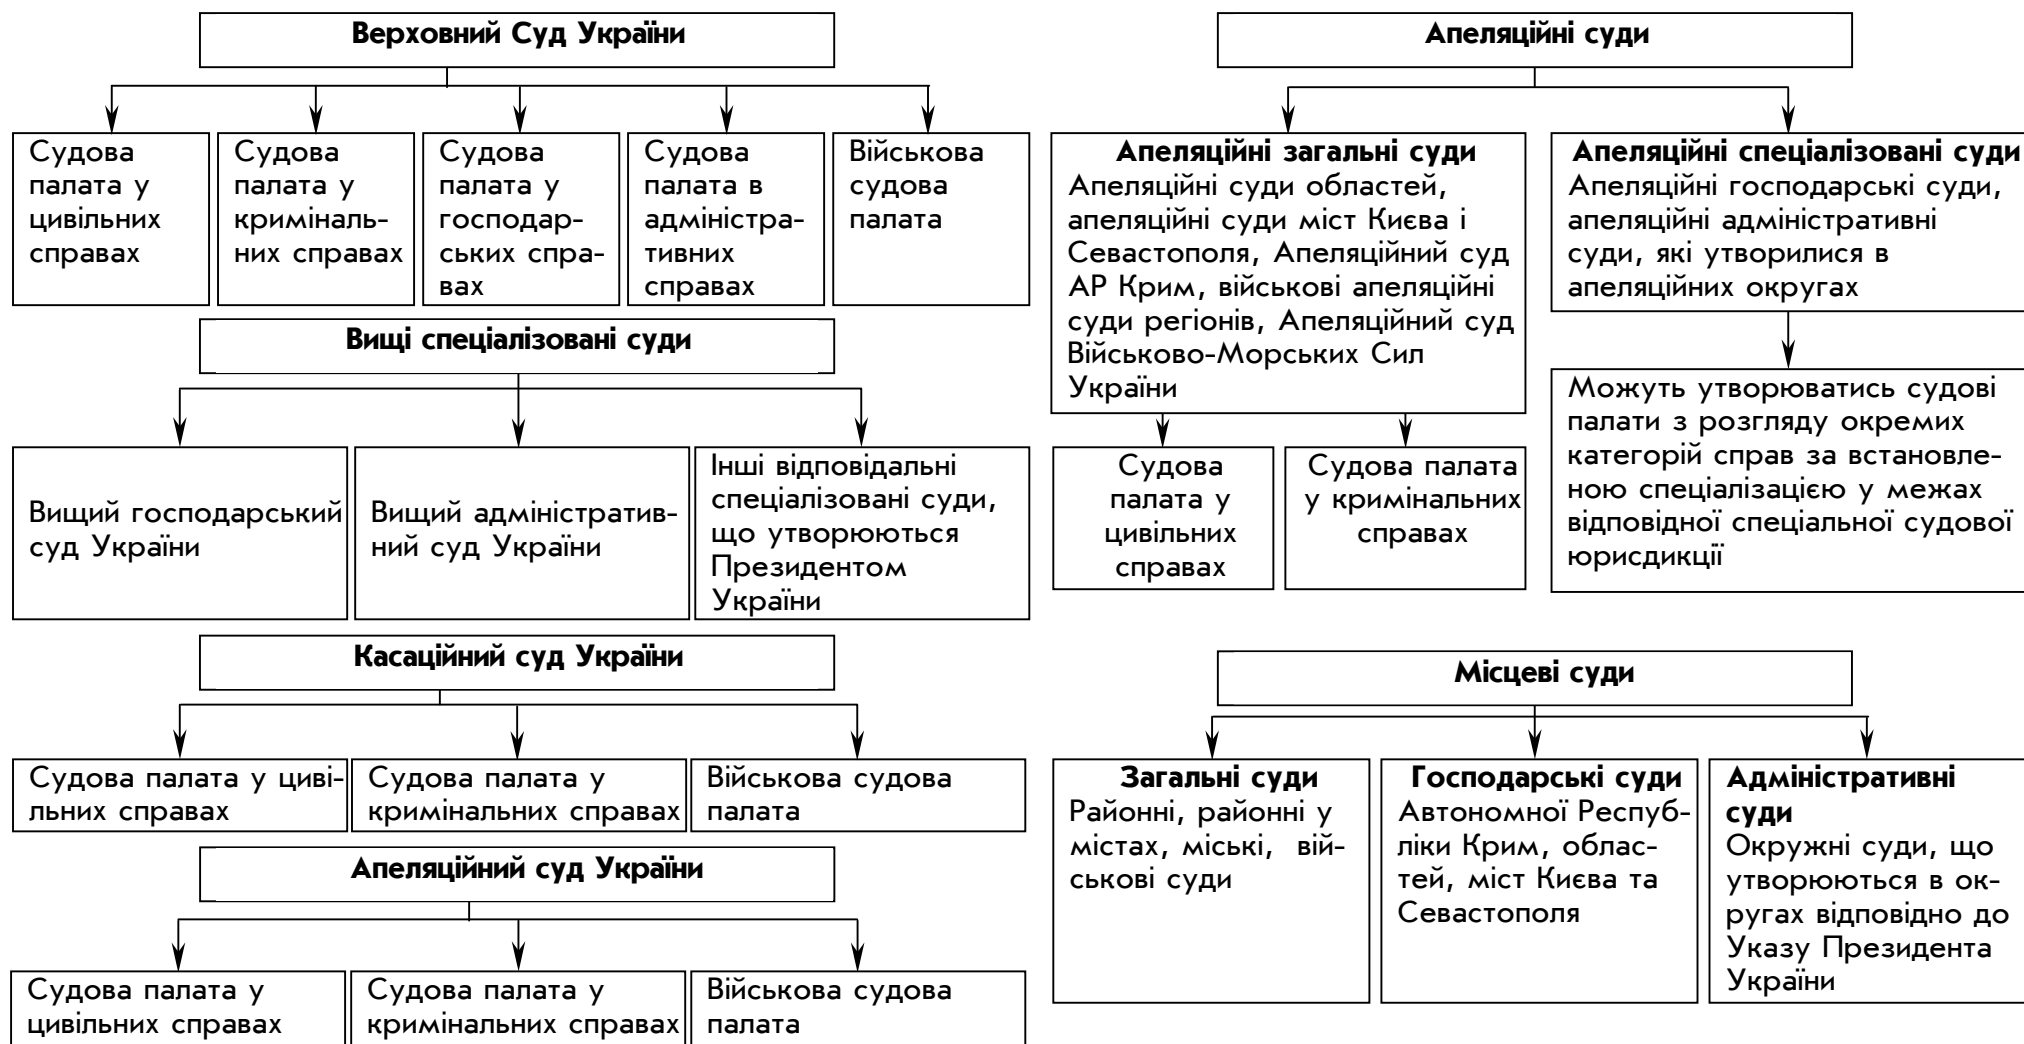 Верховний Суд України
Судова
палата у
цивільних
справах
Судова
палата у
криміналь-
них справах
Судова
палата у
господар-
ських спра-
вах
Судова
палата в
адміністра-
тивних
справах
Військова
судова
палата
Вищі спеціалізовані суди
Вищий господарський
суд України
Вищий адміністратив-
ний суд України
Інші відповідальні
спеціалізовані суди,
що утворюються
Президентом
України
Касаційний суд України
Судова палата у циві-
льних справах
Судова палата у
кримінальних справах
Військова судова
палата
Апеляційний суд України
Судова палата у
цивільних справах
Судова палата у
кримінальних справах
Військова судова
палата
Апеляційні суди
Апеляційні загальні суди
Апеляційні суди областей,
апеляційні суди міст Києва і
Севастополя, Апеляційний суд
АР Крим, військові апеляційні
суди регіонів, Апеляційний суд
Військово-Морських Сил
України
Судова
палата у
цивільних
справах
Судова палата
у кримінальних
справах
Апеляційні спеціалізовані суди
Апеляційні господарські суди,
апеляційні адміністративні
суди, які утворилися в
апеляційних округах
Можуть утворюватись судові
палати з розгляду окремих
категорій справ за встановле-
ною спеціалізацією у межах
відповідної спеціальної судової
юрисдикції
Місцеві суди
Загальні суди
Районні, районні у
містах, міські, вій-
ськові суди
Господарські суди
Автономної Респуб-
ліки Крим, облас-
тей, міст Києва та
Севастополя
Адміністративні
суди
Окружні суди, що
утворюються в ок-
ругах відповідно до
Указу Президента
України